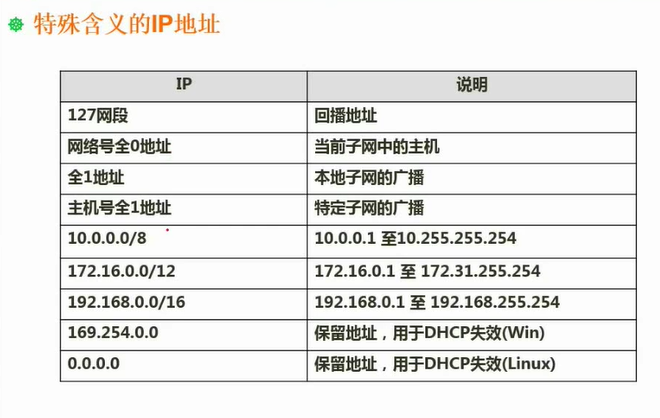 特殊含义的IP地址
IP 说明
127网段 回播地址
网络号全0地址 当前子网中的主机
全1地址 本地子网的广播
主机号全1地址 特定子网的广播
10.0.0.0/8 10.0.0.1 至10.255.255.254
172.16.0.0/12 172.16.0.1 至 172.31.255.254
192.168.0.0/16 192.168.0.1 至 192.168.255.254
169.254.0.0 保留地址，用于DHCP失效(Win)
0.0.0.0 保留地址，用于DHCP失效(Linux)